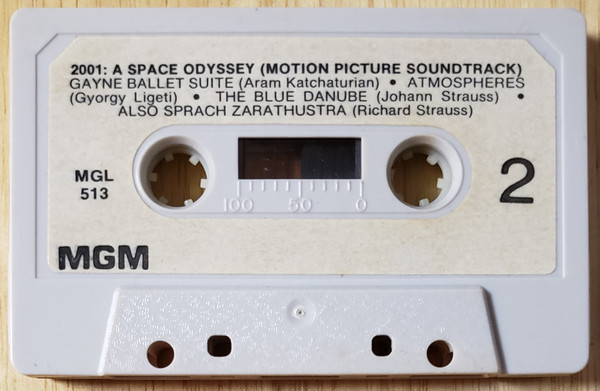 2001: A SPACE ODYSSEY (MOTION PICTURE SOUNDTRACK)
GAYNE BALLET SUITE (Aram Katchaturian) • ATMOSPHERES
(Gyorgy Ligeti) • THE BLUE DANUBE (Johann Strauss) •
ALSO SPRACH ZARATHUSTRA (Richard Strauss)
MGL
513
2
100 50 0
MGM